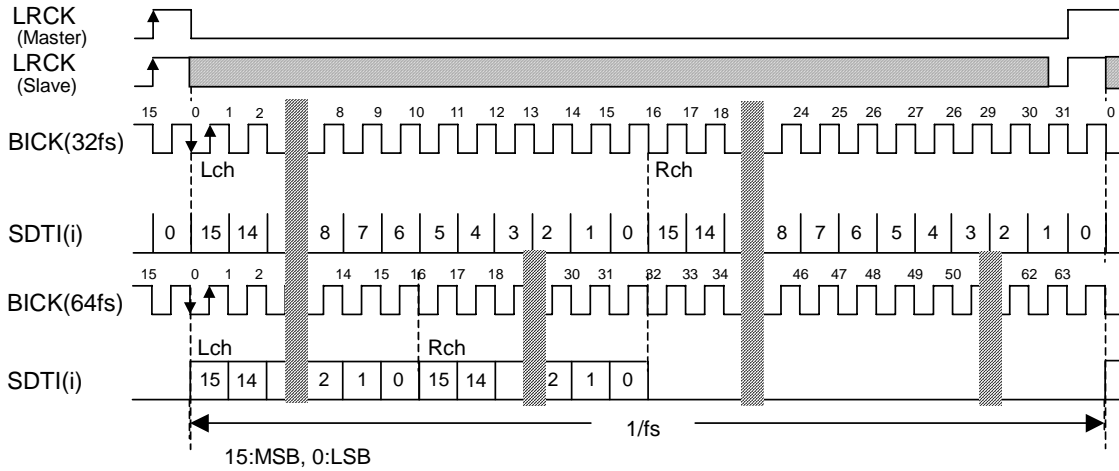 LRCK
(Master)
LRCK
(Slave)
15 0 1 2 8 9 10 11 12 13 14 15 16 17 18 24 25 26 27 26 29 30 31 0
BICK(32fs)
Lch Rch
SDTI(i) 0 15 14 8 7 6 5 4 3 2 1 0 15 14 8 7 6 5 4 3 2 1 0
15 0 1 2 14 15 16 17 18 30 31 32 33 34 46 47 48 49 50 62 63
BICK(64fs)
Lch Rch
SDTI(i) 15 14 2 1 0 15 14 2 1 0
1/fs
15:MSB, 0:LSB